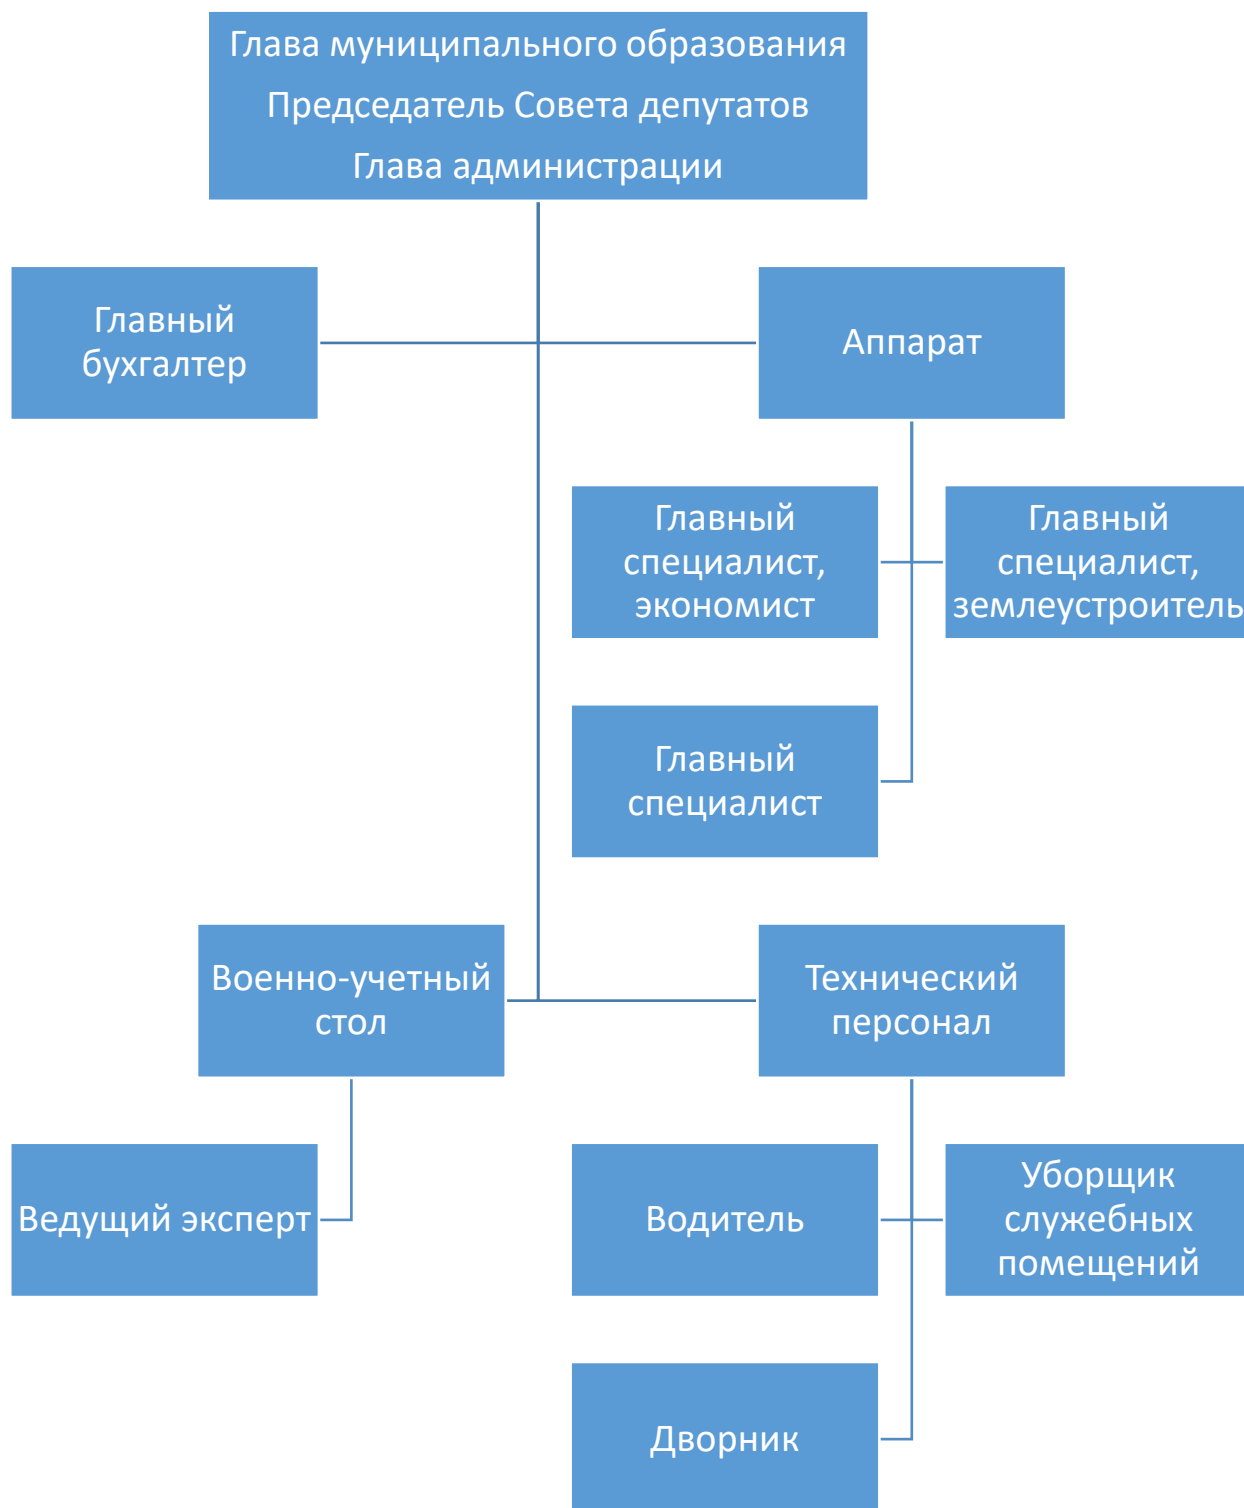 Глава муниципального образования
Председатель Совета депутатов
Глава администрации
Главный
бухгалтер
Аппарат
Главный
специалист,
экономист
Главный
специалист,
землеустроитель
Главный
специалист
Военно-учетный
стол
Технический
персонал
Ведущий эксперт
Водитель
Уборщик
служебных
помещений
Дворник